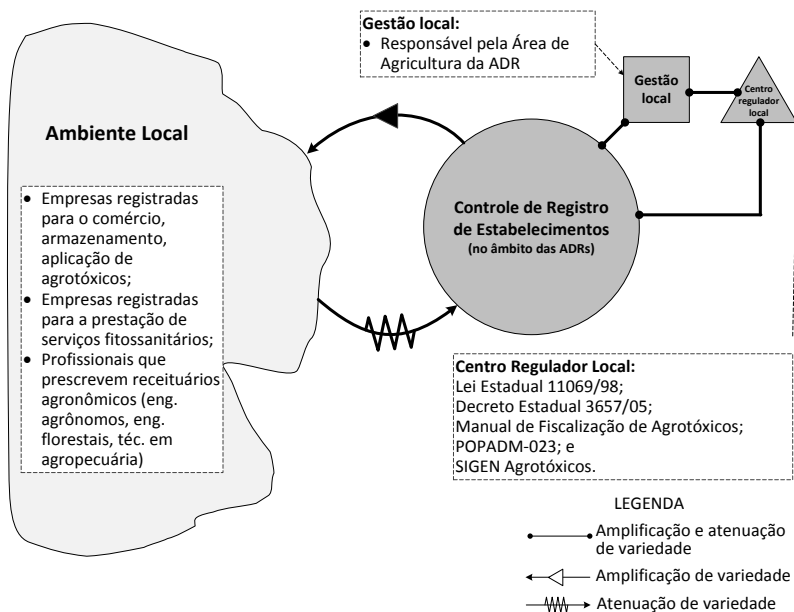 Gestão local:
• Responsável pela Área de
Agricultura da ADR
Gestão
local
Centro
regulador
local
Ambiente Local
• Empresas registradas
para o comércio,
armazenamento,
aplicação de
agrotóxicos;
• Empresas registradas
para a prestação de
serviços fitossanitários;
• Profissionais que
prescrevem receituários
agronômicos (eng.
agrônomos, eng.
florestais, téc. em
agropecuária)
Controle de Registro
de Estabelecimentos
(no âmbito das ADRs)
Centro Regulador Local:
Lei Estadual 11069/98;
Decreto Estadual 3657/05;
Manual de Fiscalização de Agrotóxicos;
POPADM-023; e
SIGEN Agrotóxicos.
LEGENDA
Amplificação e atenuação
de variedade
Amplificação de variedade
Atenuação de variedade